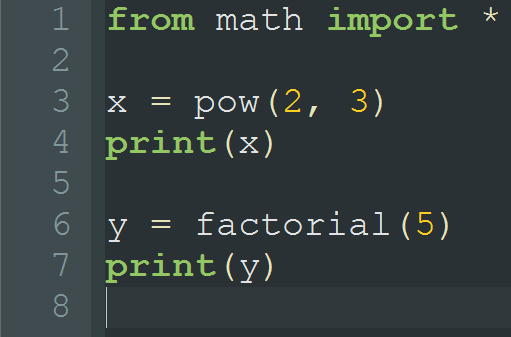 1 from math import *
2
3 x = pow(2, 3)
4 print(x)
5
6 y = factorial(5)
7 print(y)
8